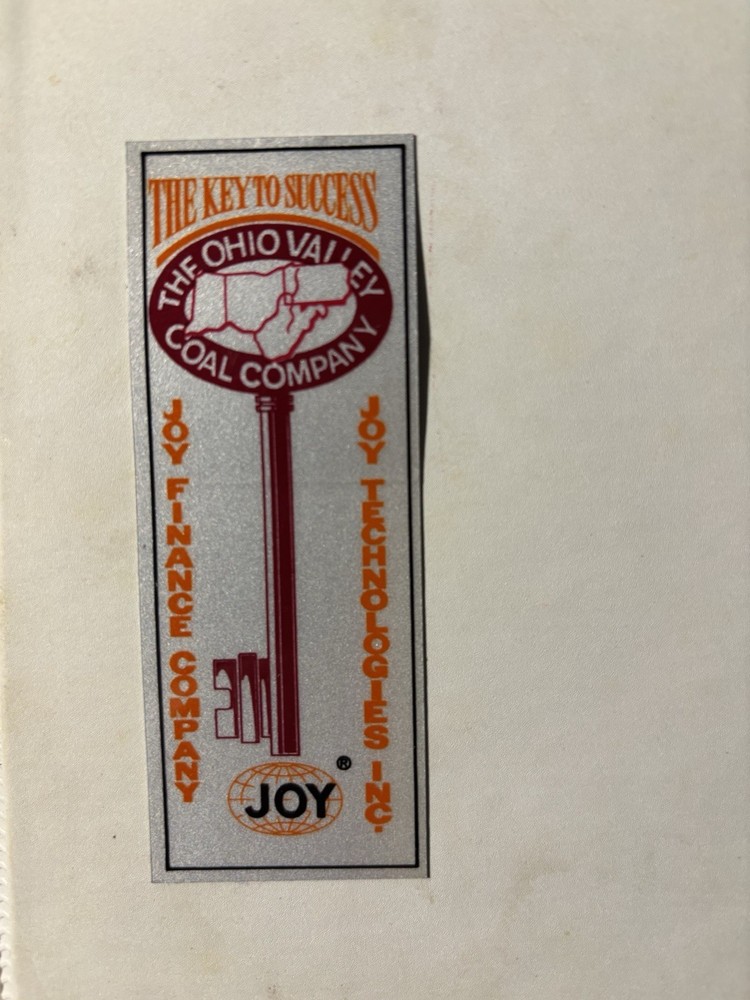 THE KEY TO SUCCESS
THE OHIO VALLEY
COAL COMPANY
JOY FINANCE COMPANY
JOY TECHNOLOGIES INC.
JOY®